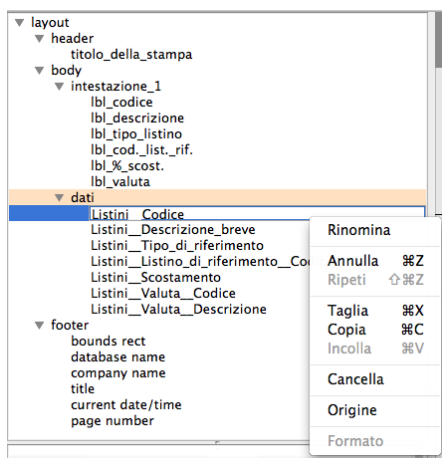 layout
header
titolo_della_stampa
body
intestazione_1
lbl_codice
lbl_descrizione
lbl_tipo_listino
lbl_cod._list._rif.
lbl_%_scost.
lbl_valuta
dati
Listini__Codice
Listini__Descrizione_breve
Listini__Tipo_di_riferimento
Listini__Listino_di_riferimento__Co
Listini__Scostamento
Listini__Valuta__Codice
Listini__Valuta__Descrizione
footer
bounds rect
database name
company name
title
current date/time
page number
Rinomina
Annulla ⌘Z
Ripeti ⇧⌘Z
Taglia ⌘X
Copia ⌘C
Incolla ⌘V
Cancella
Origine
Formato